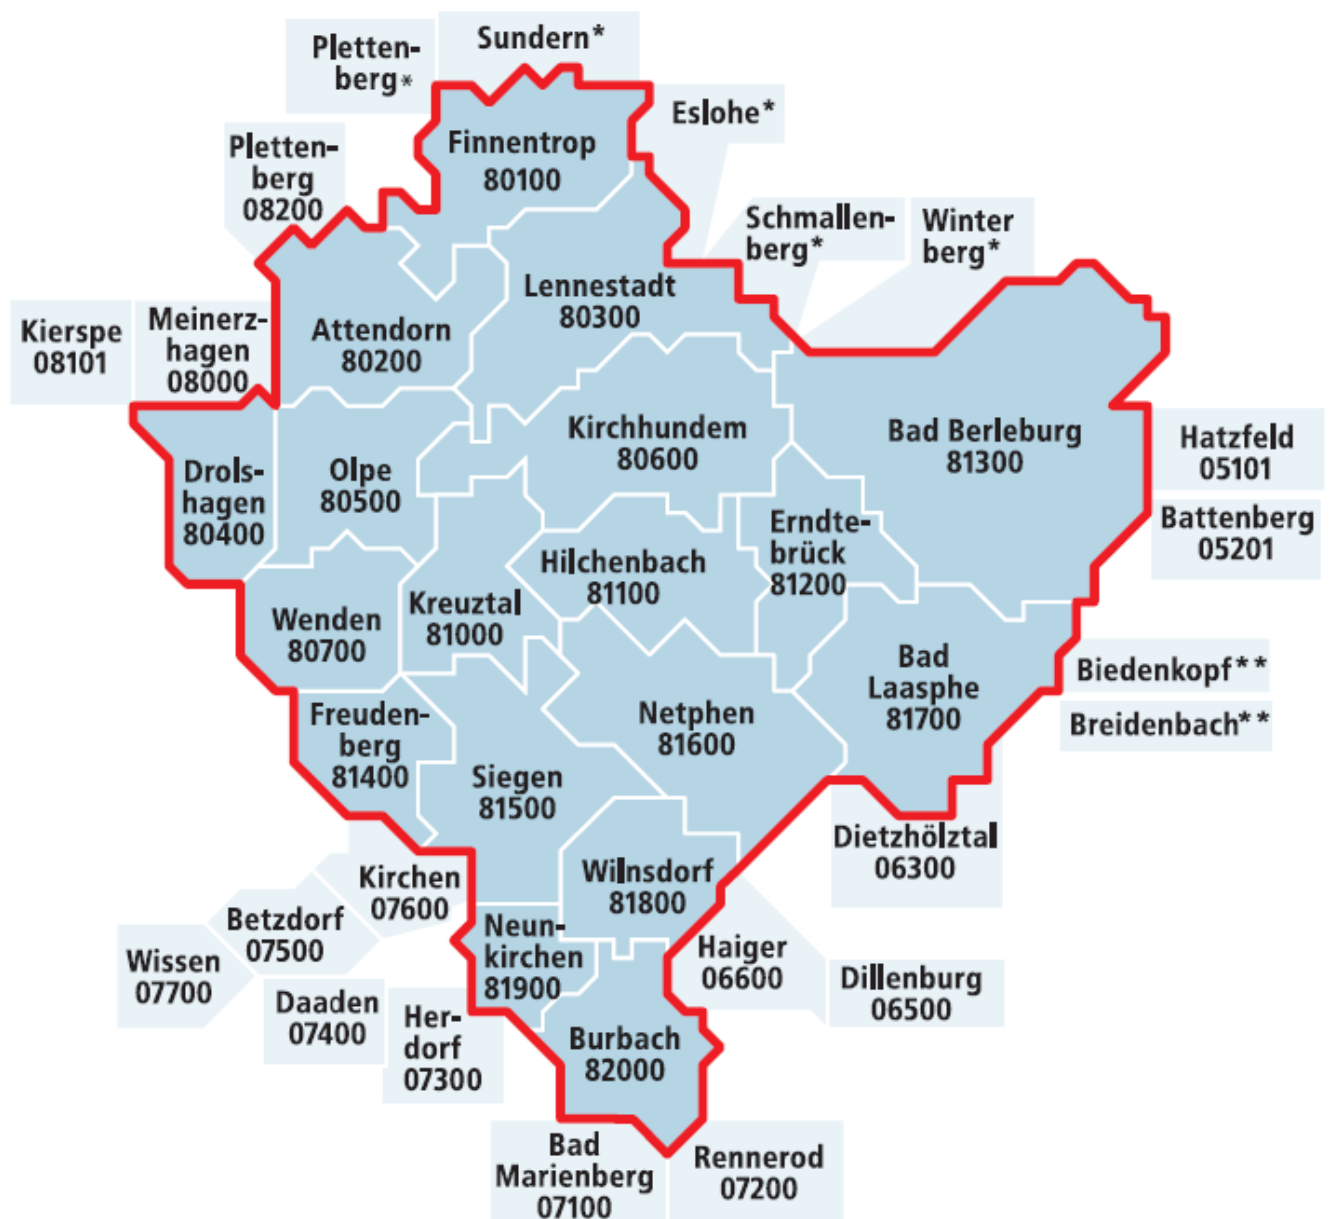 Sundern*
Pletten-
berg*
Eslohe*
Finnentrop
80100
Pletten-
berg
08200
Schmallen-
berg*
Winter
berg*
Lennestadt
80300
Meinerz-
hagen
08000
Kierspe
08101
Attendorn
80200
Kirchhundem
80600
Bad Berleburg
81300
Hatzfeld
05101
Drols-
hagen
80400
Olpe
80500
Battenberg
05201
Erndte-
brück
81200
Hilchenbach
81100
Kreuztal
81000
Wenden
80700
Bad
Laasphe
81700
Biedenkopf**
Breidenbach**
Freuden-
berg
81400
Netphen
81600
Siegen
81500
Dietzhölztal
06300
Wilnsdorf
81800
Kirchen
07600
Betzdorf
07500
Wissen
07700
Neun-
kirchen
81900
Haiger
06600
Dillenburg
06500
Daaden
07400
Her-
dorf
07300
Burbach
82000
Bad
Marienberg
07100
Rennerod
07200